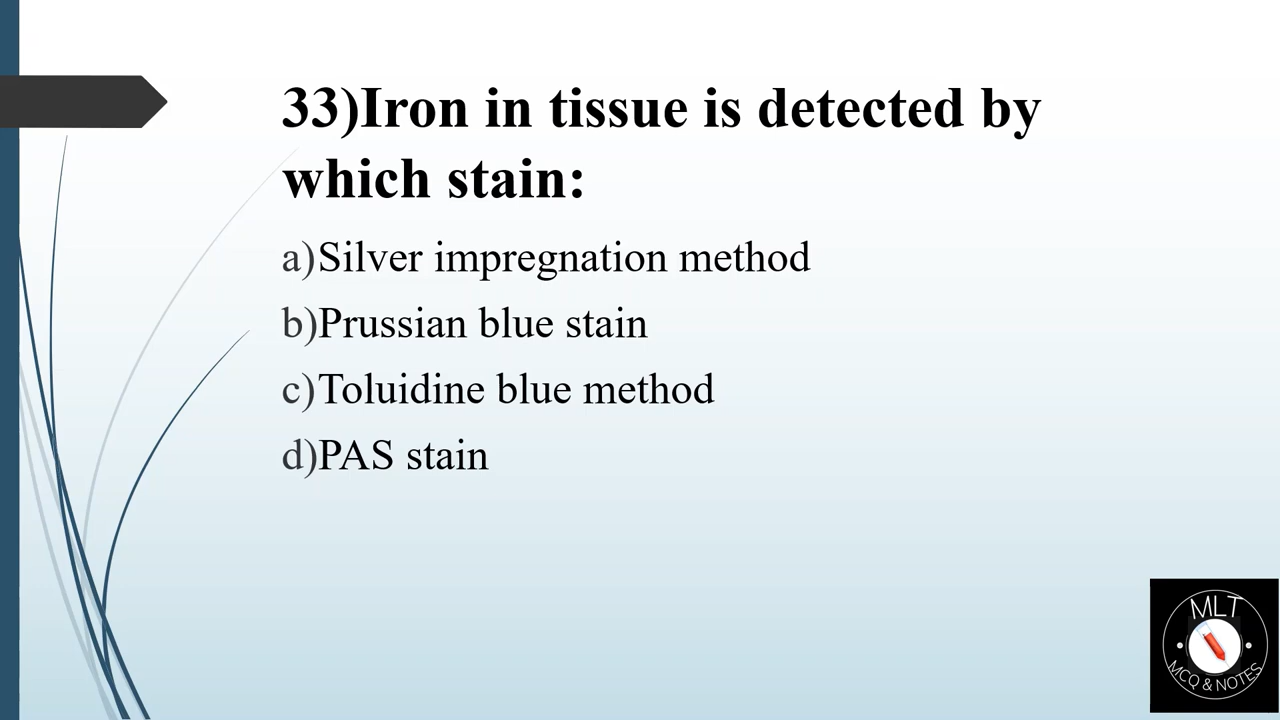 33)Iron in tissue is detected by
which stain:
a)Silver impregnation method
b)Prussian blue stain
c)Toluidine blue method
d)PAS stain
MLT
MCQ & NOTES